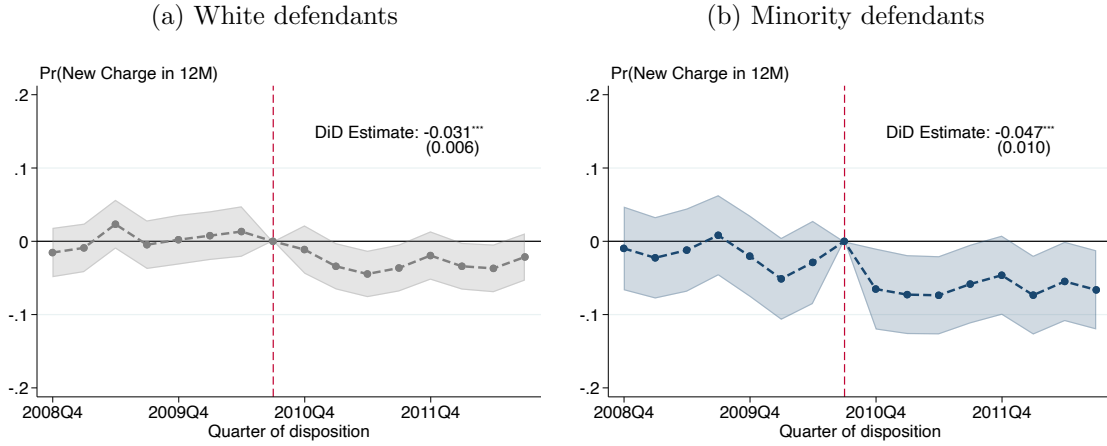 (a) White defendants
Pr(New Charge in 12M)
.2
.1
0
-.1
-.2
DiD Estimate: -0.031***
(0.006)
2008Q4 2009Q4 2010Q4 2011Q4
Quarter of disposition
(b) Minority defendants
Pr(New Charge in 12M)
.2
.1
0
-.1
-.2
DiD Estimate: -0.047***
(0.010)
2008Q4 2009Q4 2010Q4 2011Q4
Quarter of disposition